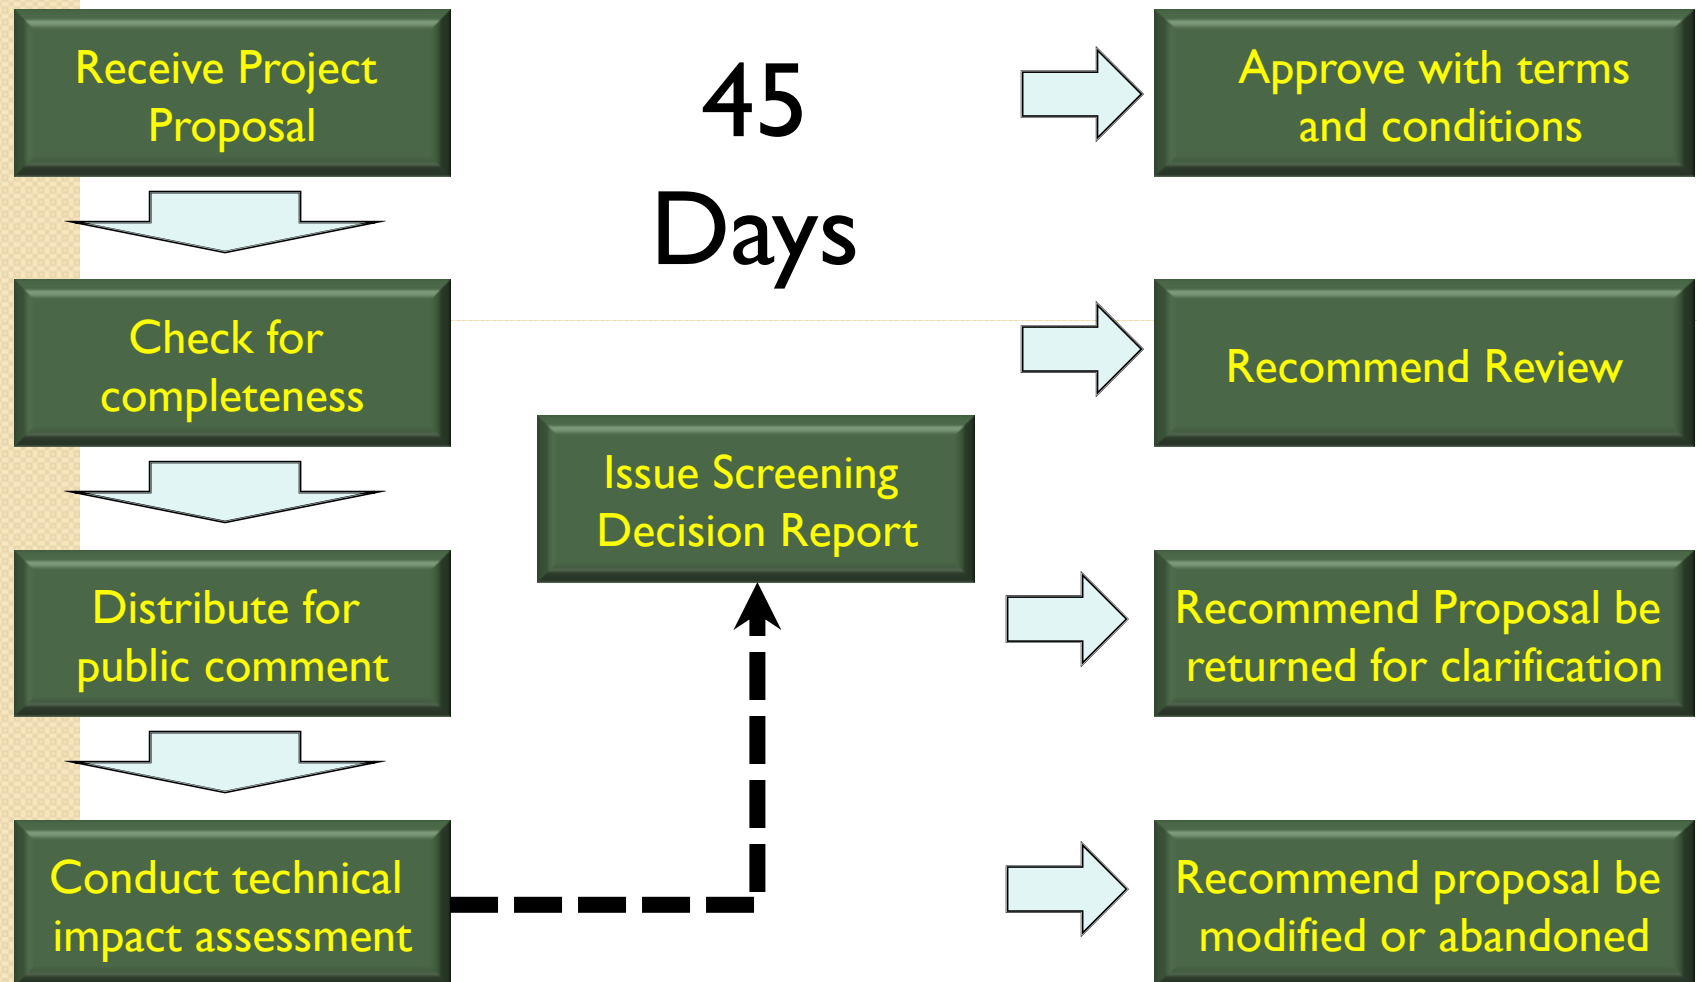 Receive Project
Proposal
Check for
completeness
Distribute for
public comment
Conduct technical
impact assessment
45
Days
Issue Screening
Decision Report
Approve with terms
and conditions
Recommend Review
Recommend Proposal be
returned for clarification
Recommend proposal be
modified or abandoned